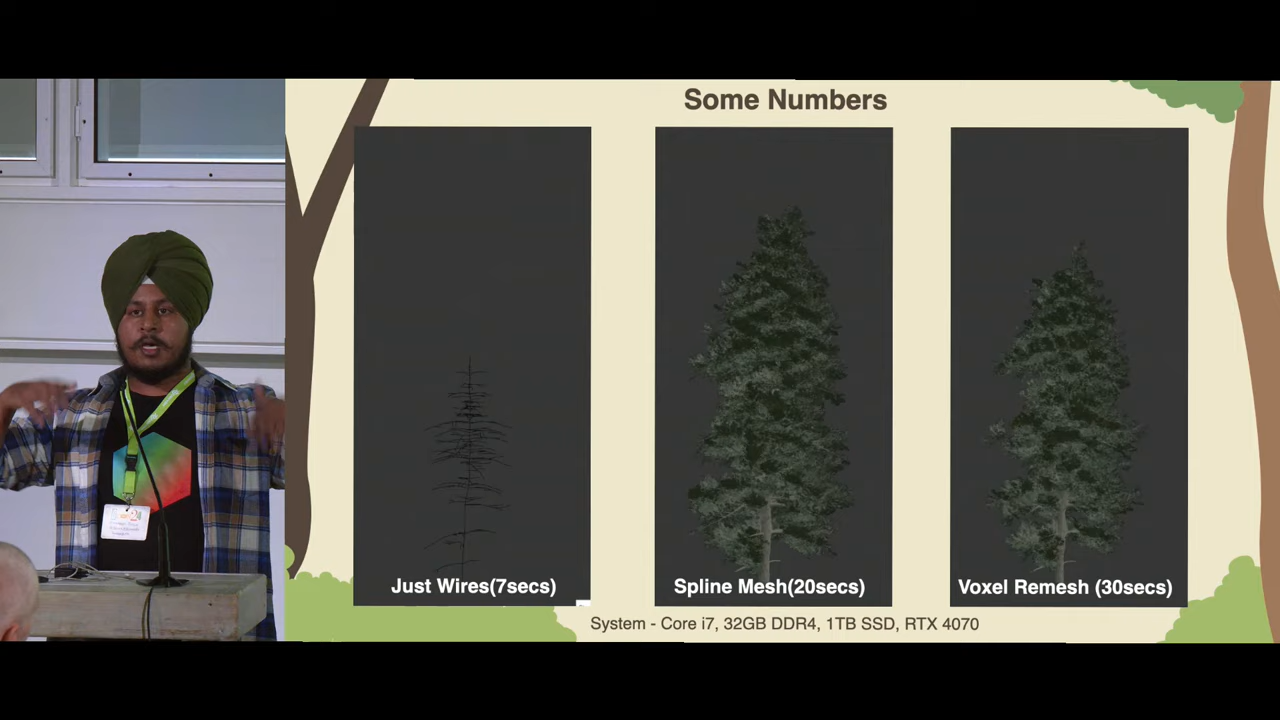 Some Numbers
Just Wires(7secs)
Spline Mesh(20secs)
Voxel Remesh (30secs)
System - Core i7, 32GB DDR4, 1TB SSD, RTX 4070